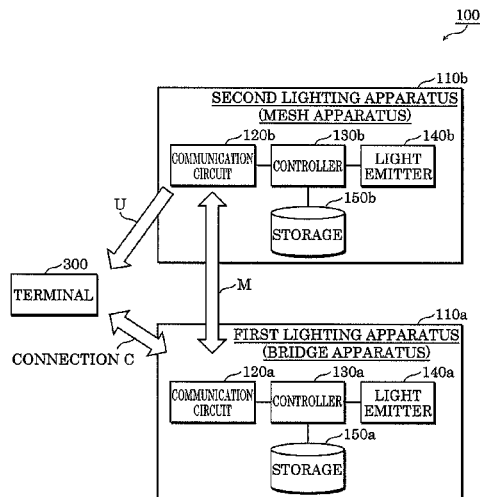 100
110b
SECOND LIGHTING APPARATUS
(MESH APPARATUS)
120b
130b
140b
COMMUNICATION
CIRCUIT
CONTROLLER
LIGHT
EMITTER
150b
STORAGE
U
300
TERMINAL
M
CONNECTION C
110a
FIRST LIGHTING APPARATUS
(BRIDGE APPARATUS)
120a
130a
140a
COMMUNICATION
CIRCUIT
CONTROLLER
LIGHT
EMITTER
150a
STORAGE